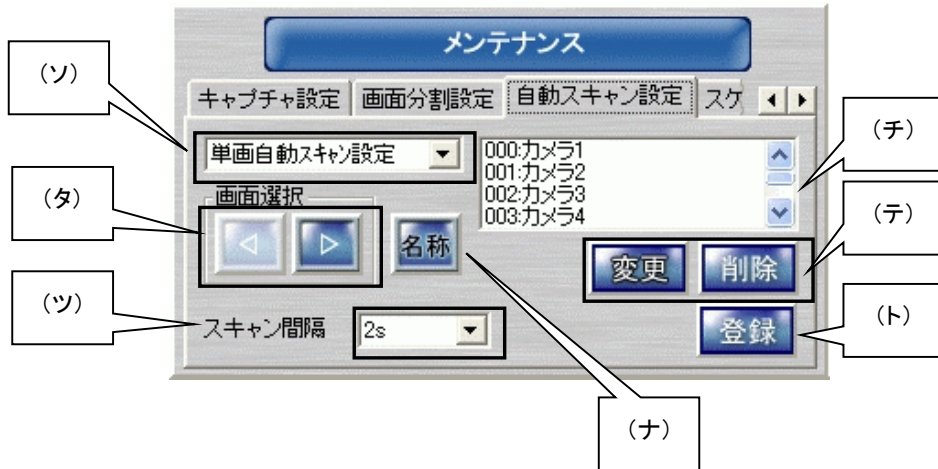 メンテナンス
(ソ)
キャプチャ設定 画面分割設定 自動スキャン設定 スケ
(チ)
単画自動スキャン設定
000:カメラ1
001:カメラ2
002:カメラ3
003:カメラ4
(タ)
画面選択
名称
(テ)
変更 削除
(ツ)
スキャン間隔 2s
登録
(ト)
(ナ)